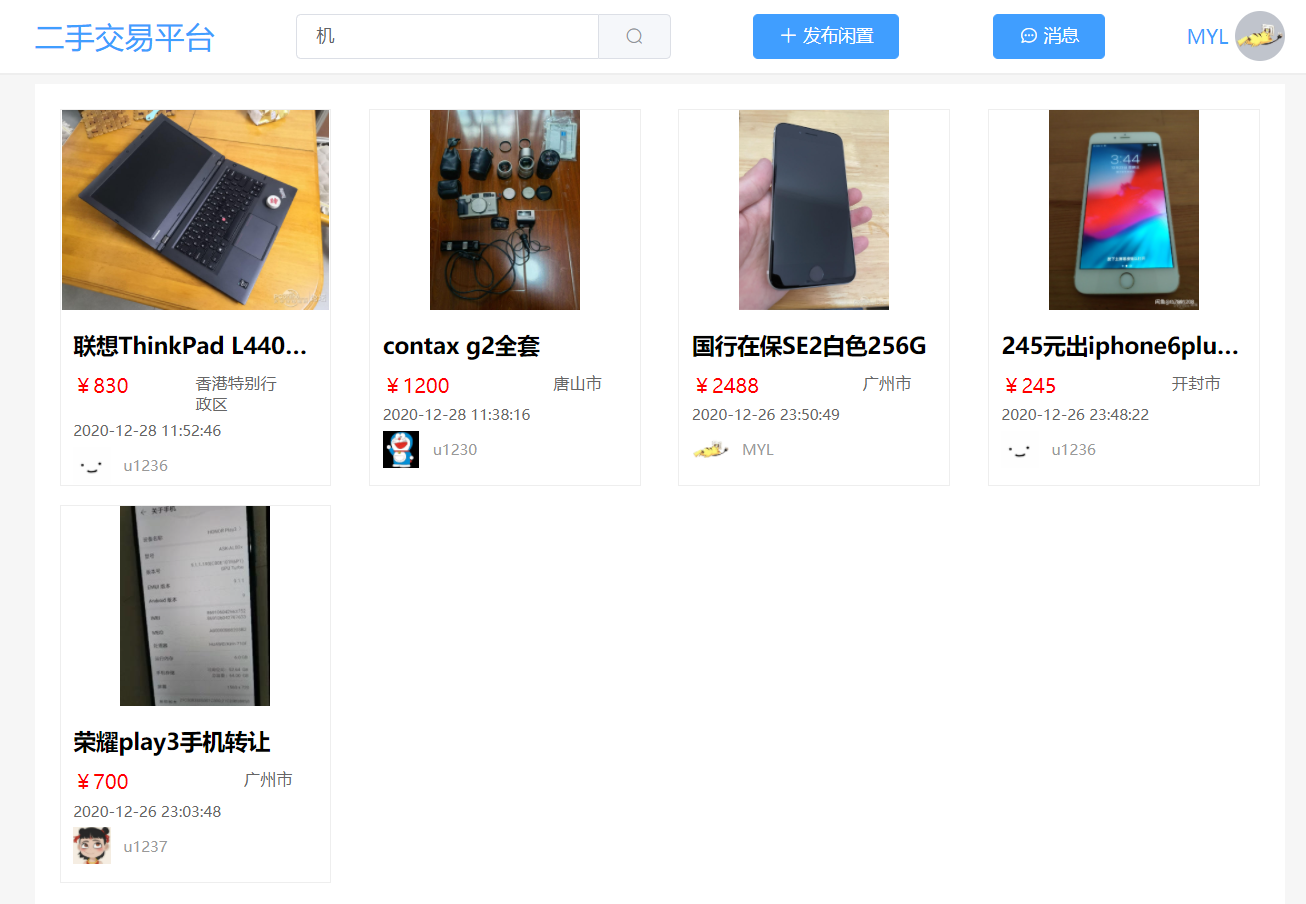 二手交易平台
机
发布闲置
消息
MYL
联想ThinkPad L440...
￥830
香港特别行
政区
2020-12-28 11:52:46
u1236
contax g2全套
￥1200
唐山市
2020-12-28 11:38:16
u1230
国行在保SE2白色256G
￥2488
广州市
2020-12-26 23:50:49
MYL
3:44
245元出iphone6plu...
￥245
开封市
2020-12-26 23:48:22
u1236
关于手机
荣耀play3手机转让
￥700
广州市
2020-12-26 23:03:48
u1237